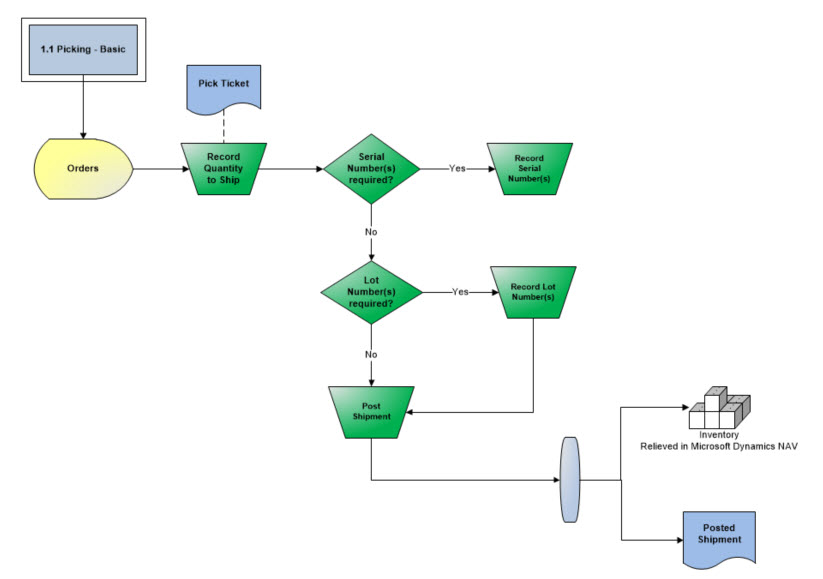 1.1 Picking - Basic
Pick Ticket
Orders
Record
Quantity
to Ship
Serial
Number(s)
required?
Yes
Record
Serial
Number(s)
No
Lot
Number(s)
required?
Yes
Record Lot
Number(s)
No
Post
Shipment
Inventory
Relieved in Microsoft Dynamics NAV
Posted
Shipment